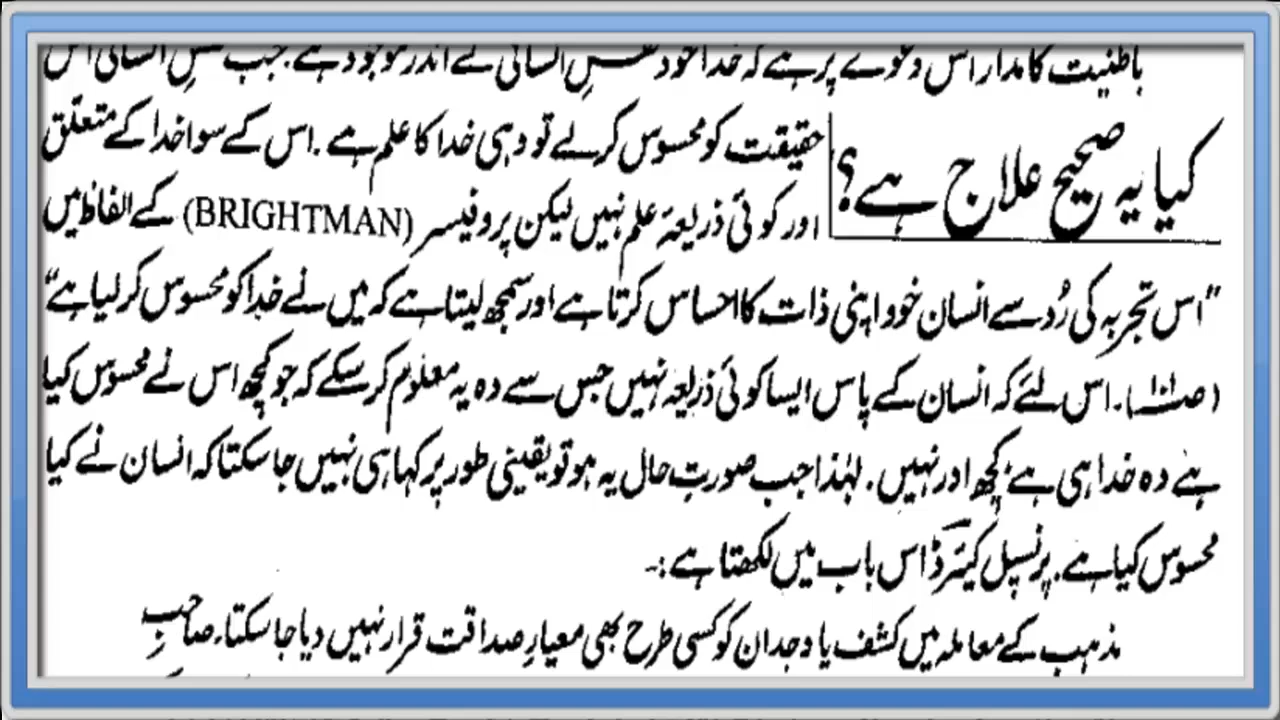 باطنیت کا مدار اس دعوے پر ہے کہ خدا خود نفسِ انسانی کے اندر موجود ہے. جب نفسِ انسانی اس
کیا یہ صحیح علاج ہے؟
حقیقت کو محسوس کرلے تو وہی خدا کا علم ہے . اس کے سوا خدا کے متعلق
اور کوئی ذریعۂ علم نہیں لیکن پروفیسر (BRIGHTMAN) کے الفاظ میں
"اس تجربہ کی رُو سے انسان خود اپنی ذات کا احساس کرتا ہے اور سمجھ لیتا ہے کہ میں نے خدا کو محسوس کرلیا ہے"
(صـ۱۰۱). اس لئے کہ انسان کے پاس ایسا کوئی ذریعہ نہیں جس سے وہ یہ معلوم کرسکے کہ جو کچھ اس نے محسوس کیا
ہے وہ خدا ہی ہے، کچھ اور نہیں. لہٰذا جب صورتِ حال یہ ہو تو یقینی طور پر کہا ہی نہیں جاسکتا کہ انسان نے کیا
محسوس کیا ہے. پرنسپل کیئرڈ اس باب میں لکھتا ہے :-
مذہب کے معاملہ میں کشف یا وجدان کو کسی طرح بھی معیارِ صداقت قرار نہیں دیا جاسکتا. صاحبِ